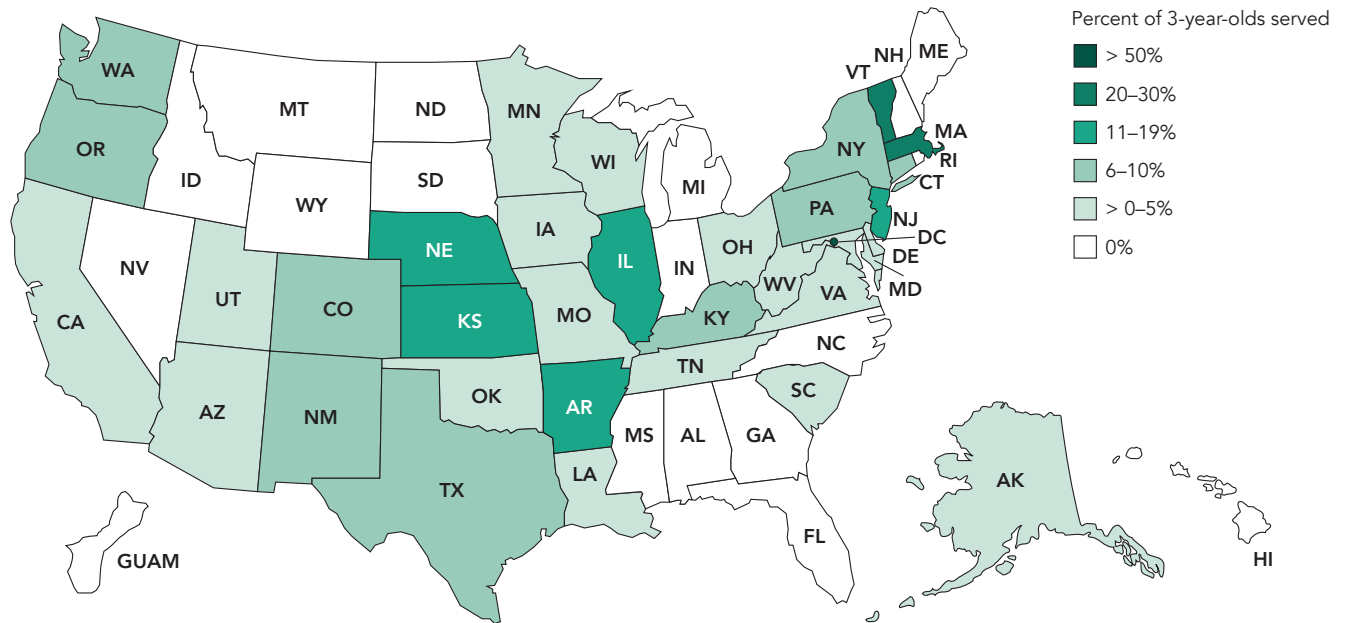 Percent of 3-year-olds served
> 50%
20–30%
11–19%
6–10%
> 0–5%
0%
WA
OR
CA
ID
NV
MT
WY
UT
AZ
CO
NM
ND
SD
NE
KS
OK
TX
MN
IA
MO
AR
LA
WI
IL
MI
IN
OH
KY
TN
MS
AL
GA
FL
SC
NC
VA
WV
PA
NY
VT
NH
ME
MA
RI
CT
NJ
DC
DE
MD
AK
HI
GUAM